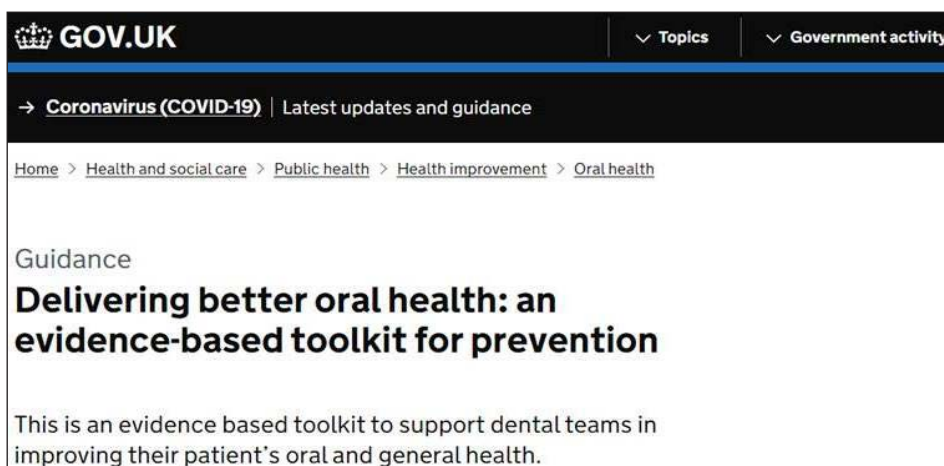 GOV.UK
Topics
Government activity
→ Coronavirus (COVID-19) | Latest updates and guidance
Home > Health and social care > Public health > Health improvement > Oral health
Guidance
Delivering better oral health: an
evidence-based toolkit for prevention
This is an evidence based toolkit to support dental teams in
improving their patient's oral and general health.